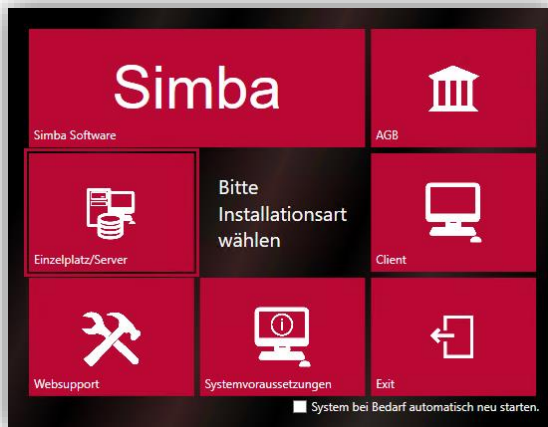 Simba
Simba Software
AGB
Bitte
Installationsart
wählen
Einzelplatz/Server
Client
Websupport
Systemvoraussetzungen
Exit
System bei Bedarf automatisch neu starten.